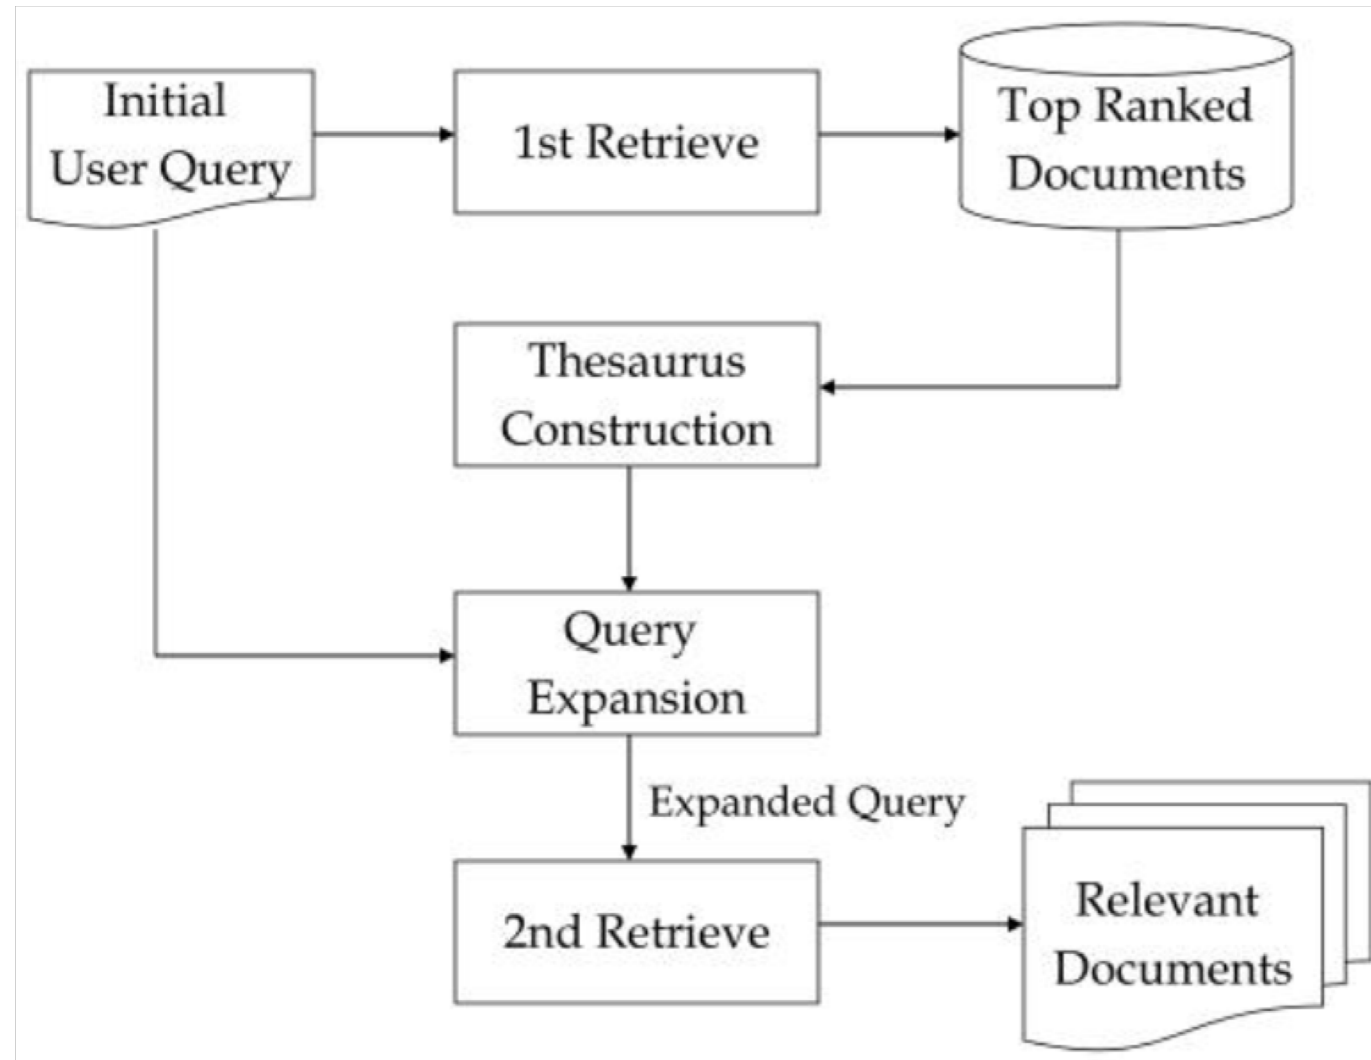 Initial
User Query
1st Retrieve
Top Ranked
Documents
Thesaurus
Construction
Query
Expansion
Expanded Query
2nd Retrieve
Relevant
Documents